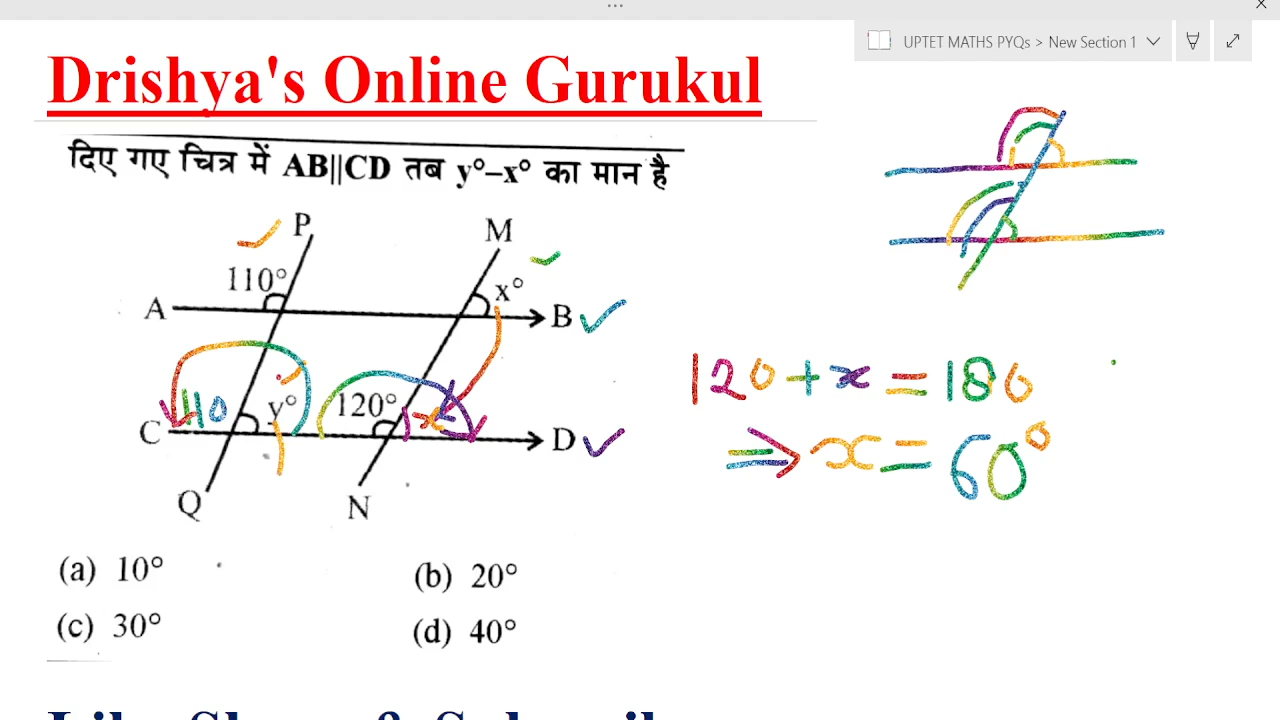 UPTET MATHS PYQs > New Section 1
Drishya's Online Gurukul
दिए गए चित्र में AB||CD तब y°–x° का मान है
P
M
110°
x°
A
B
110
y°
120°
x
C
D
Q
N
120+x=180
⇒ x = 60°
(a) 10°
(b) 20°
(c) 30°
(d) 40°